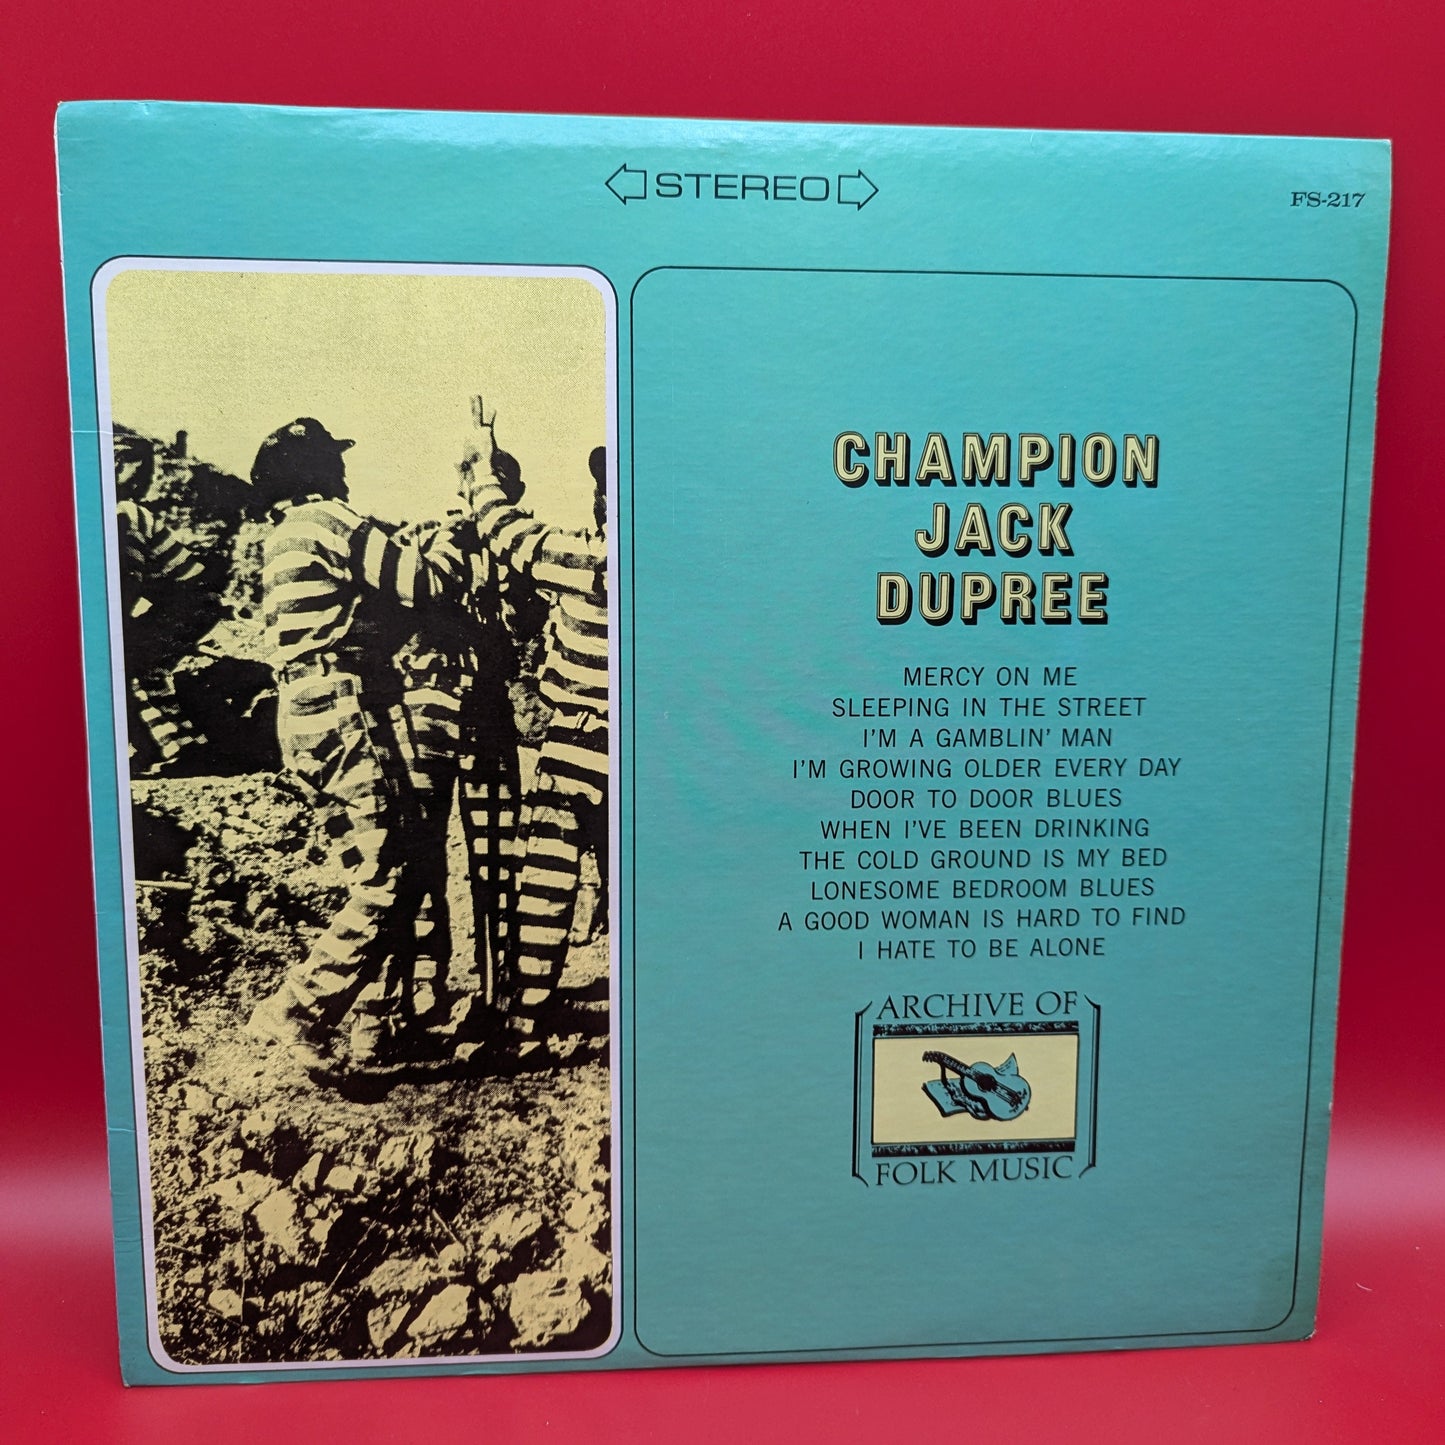 STEREO
FS-217
CHAMPION
JACK
DUPREE
MERCY ON ME
SLEEPING IN THE STREET
I'M A GAMBLIN' MAN
I'M GROWING OLDER EVERY DAY
DOOR TO DOOR BLUES
WHEN I'VE BEEN DRINKING
THE COLD GROUND IS MY BED
LONESOME BEDROOM BLUES
A GOOD WOMAN IS HARD TO FIND
I HATE TO BE ALONE
ARCHIVE OF
FOLK MUSIC